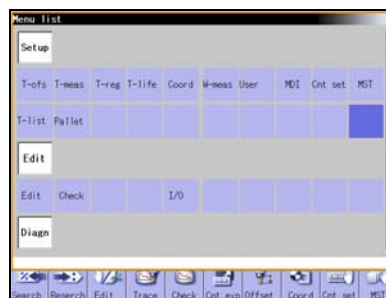 Menu list
Setup
T-ofs T-meas T-reg T-life Coord W-meas User MDI Cnt set MST
T-list Pallet
Edit
Edit Check I/O
Diagn
Search Reserch Edit Trace Check Cnt exp Offset Coord Cnt set MST